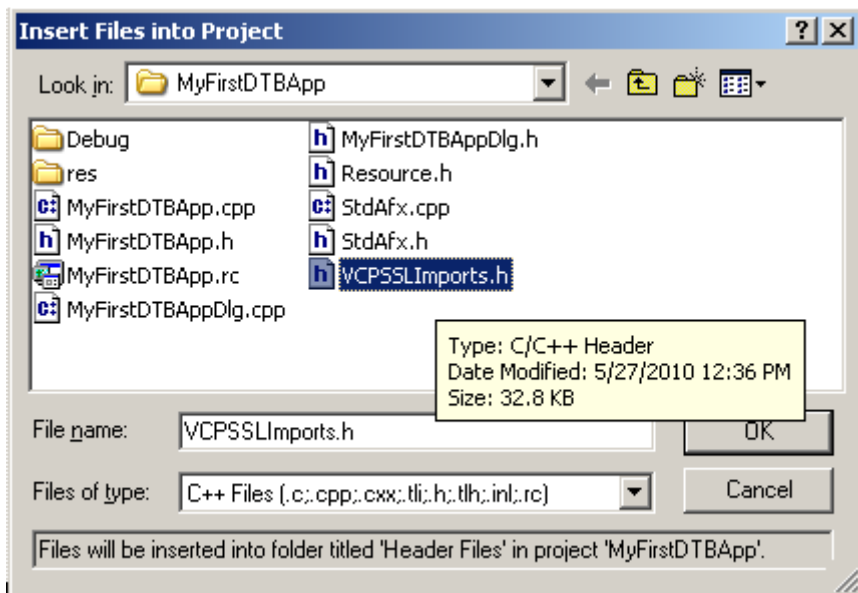 Insert Files into Project
Look in: MyFirstDTBApp
Debug
res
MyFirstDTBApp.cpp
MyFirstDTBApp.h
MyFirstDTBApp.rc
MyFirstDTBAppDlg.cpp
MyFirstDTBAppDlg.h
Resource.h
StdAfx.cpp
StdAfx.h
VCPSSLImports.h
Type: C/C++ Header
Date Modified: 5/27/2010 12:36 PM
Size: 32.8 KB
File name: VCPSSLImports.h OK
Files of type: C++ Files (.c;.cpp;.cxx;.tli;.h;.tlh;.inl;.rc) Cancel
Files will be inserted into folder titled 'Header Files' in project 'MyFirstDTBApp'.